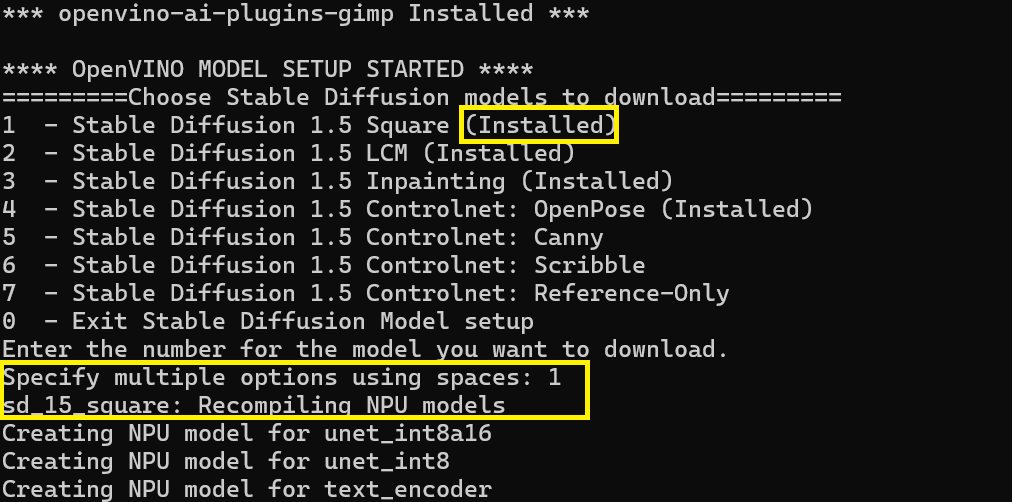 *** openvino-ai-plugins-gimp Installed ***
**** OpenVINO MODEL SETUP STARTED ****
=========Choose Stable Diffusion models to download=========
1  - Stable Diffusion 1.5 Square (Installed)
2  - Stable Diffusion 1.5 LCM (Installed)
3  - Stable Diffusion 1.5 Inpainting (Installed)
4  - Stable Diffusion 1.5 Controlnet: OpenPose (Installed)
5  - Stable Diffusion 1.5 Controlnet: Canny
6  - Stable Diffusion 1.5 Controlnet: Scribble
7  - Stable Diffusion 1.5 Controlnet: Reference-Only
0  - Exit Stable Diffusion Model setup
Enter the number for the model you want to download.
Specify multiple options using spaces: 1
sd_15_square: Recompiling NPU models
Creating NPU model for unet_int8a16
Creating NPU model for unet_int8
Creating NPU model for text_encoder